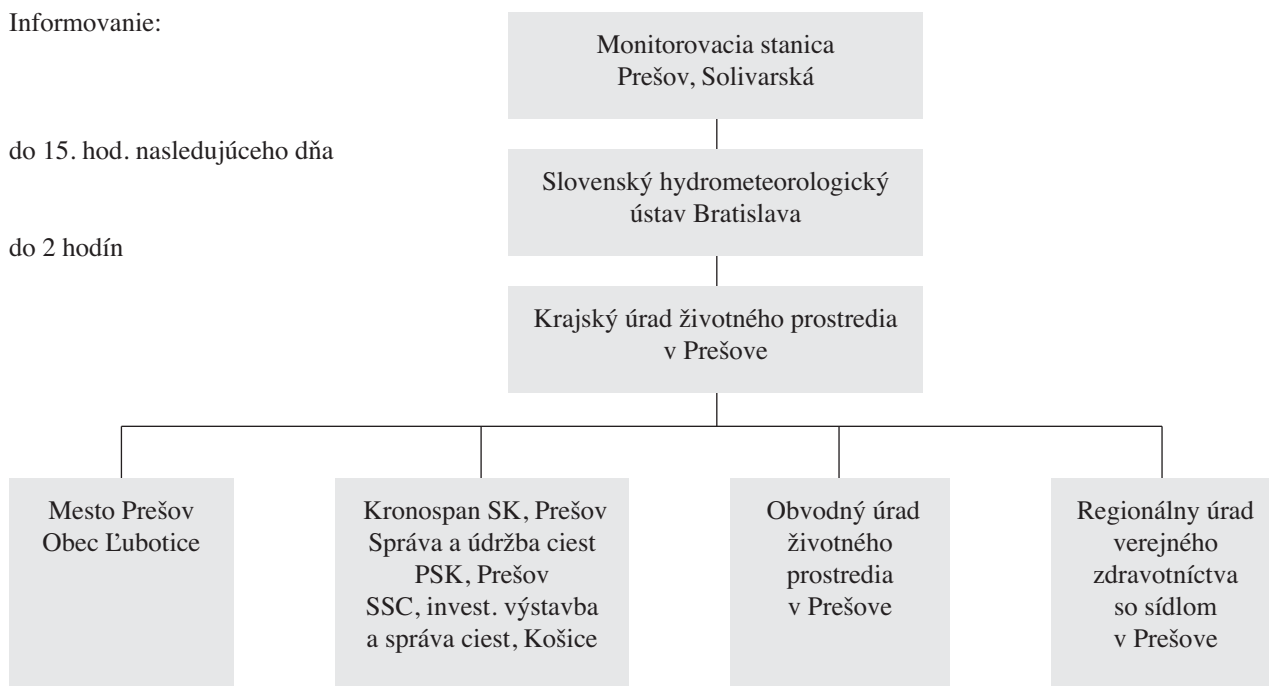 Informovanie:
Monitorovacia stanica
Prešov, Solivarská
do 15. hod. nasledujúceho dňa
Slovenský hydrometeorologický
ústav Bratislava
do 2 hodín
Krajský úrad životného prostredia
v Prešove
Mesto Prešov
Obec Ľubotice
Kronospan SK, Prešov
Správa a údržba ciest
PSK, Prešov
SSC, invest. výstavba
a správa ciest, Košice
Obvodný úrad
životného
prostredia
v Prešove
Regionálny úrad
verejného
zdravotníctva
so sídlom
v Prešove